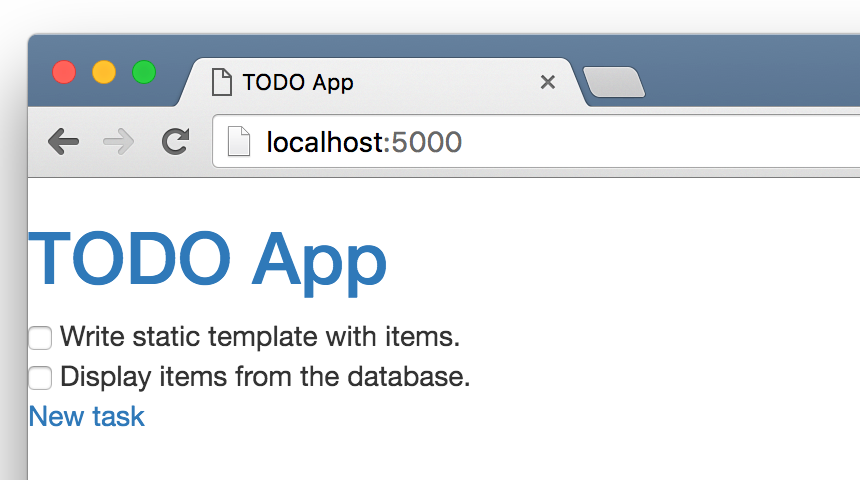 TODO App
localhost:5000
TODO App
Write static template with items.
Display items from the database.
New task